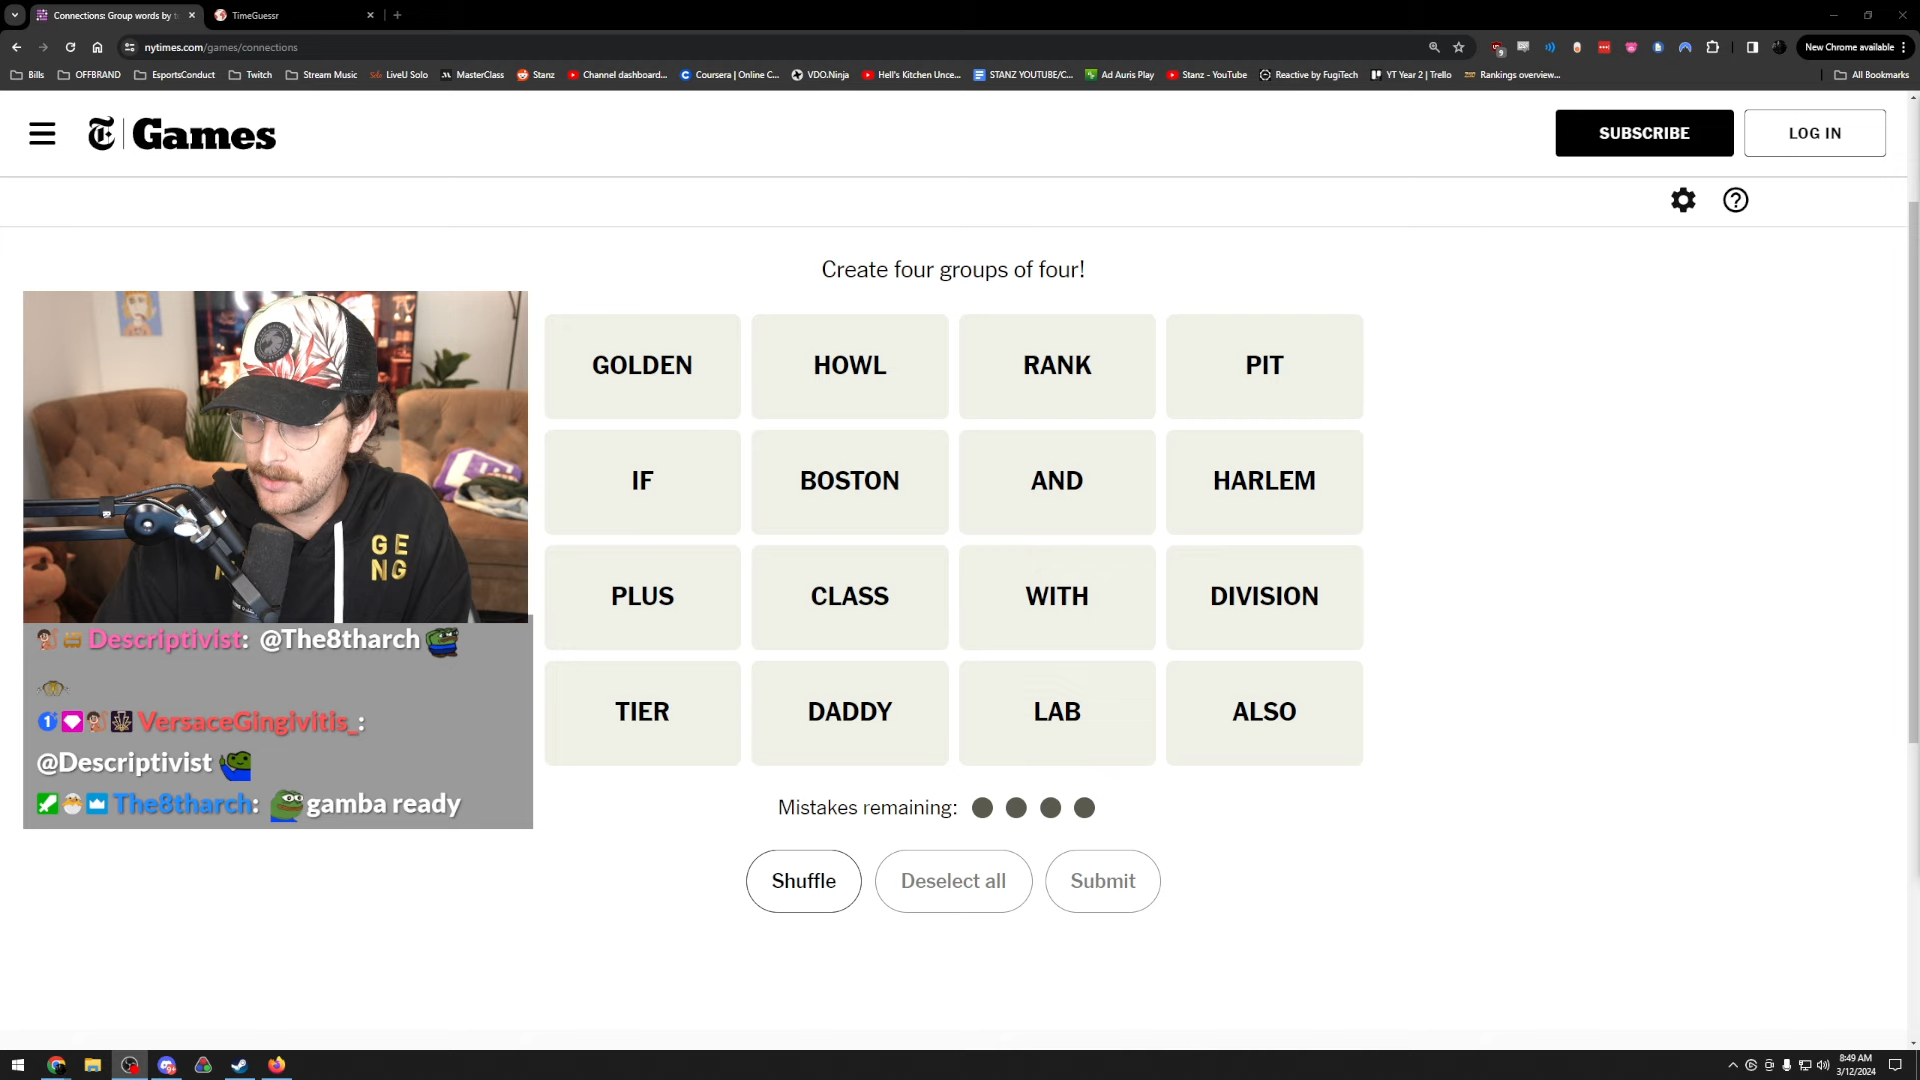 Connections: Group words by t
TimeGuessr
nytimes.com/games/connections
New Chrome available
Bills
OFFBRAND
EsportsConduct
Twitch
Stream Music
LiveU Solo
MasterClass
Stanz
Channel dashboard...
Coursera | Online C...
VDO.Ninja
Hell's Kitchen Unce...
STANZ YOUTUBE/C...
Ad Auris Play
Stanz - YouTube
Reactive by FugiTech
YT Year 2 | Trello
Rankings overview...
All Bookmarks
Games
SUBSCRIBE
LOG IN
Create four groups of four!
GOLDEN HOWL RANK PIT
IF BOSTON AND HARLEM
PLUS CLASS WITH DIVISION
TIER DADDY LAB ALSO
GE
NG
Descriptivist: @The8tharch
VersaceGingivitis_:
@Descriptivist
The8tharch: gamba ready
Mistakes remaining:
Shuffle
Deselect all
Submit
8:49 AM
3/12/2024